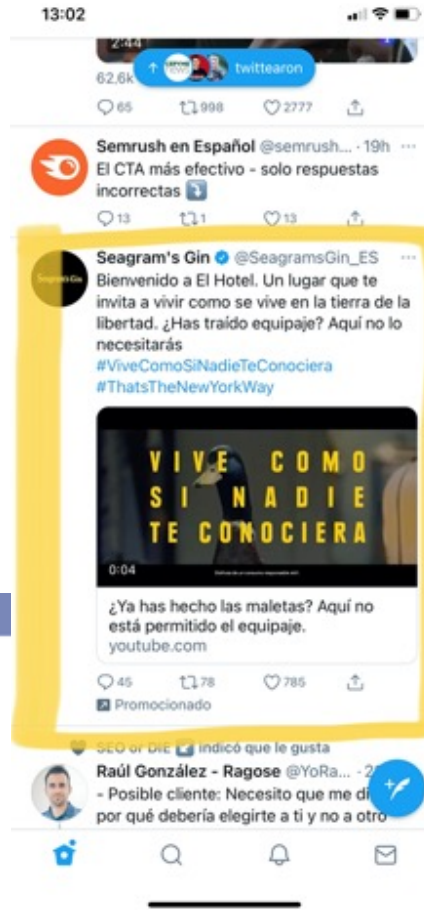 13:02
2:44
62,6K
twittearon
65 998 2777
Semrush en Español @semrush... · 19h
El CTA más efectivo - solo respuestas
incorrectas
13 1 13
Seagram's Gin @SeagramsGin_ES
Bienvenido a El Hotel. Un lugar que te
invita a vivir como se vive en la tierra de la
libertad. ¿Has traído equipaje? Aquí no lo
necesitarás
#ViveComoSiNadieTeConociera
#ThatsTheNewYorkWay
VIVE COMO
SI NADIE
TE CONOCIERA
0:04
¿Ya has hecho las maletas? Aquí no
está permitido el equipaje.
youtube.com
45 78 785
Promocionado
SEO or DIE indicó que le gusta
Raúl González - Ragose @YoRa... · 2
- Posible cliente: Necesito que me di
por qué debería elegirte a ti y no a otro